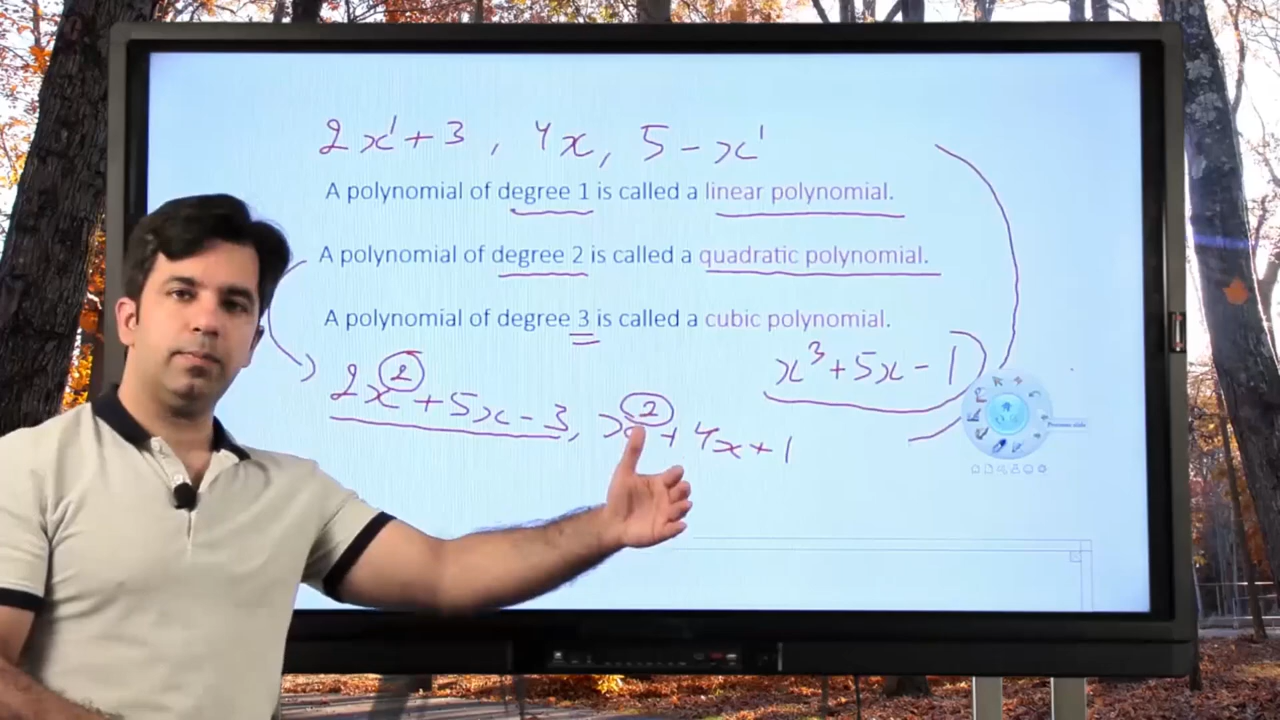 2x¹ + 3 , 4x, 5 - x¹
A polynomial of degree 1 is called a linear polynomial.
A polynomial of degree 2 is called a quadratic polynomial.
A polynomial of degree 3 is called a cubic polynomial.
x³ + 5x - 1
2x² + 5x - 3, x² + 4x + 1